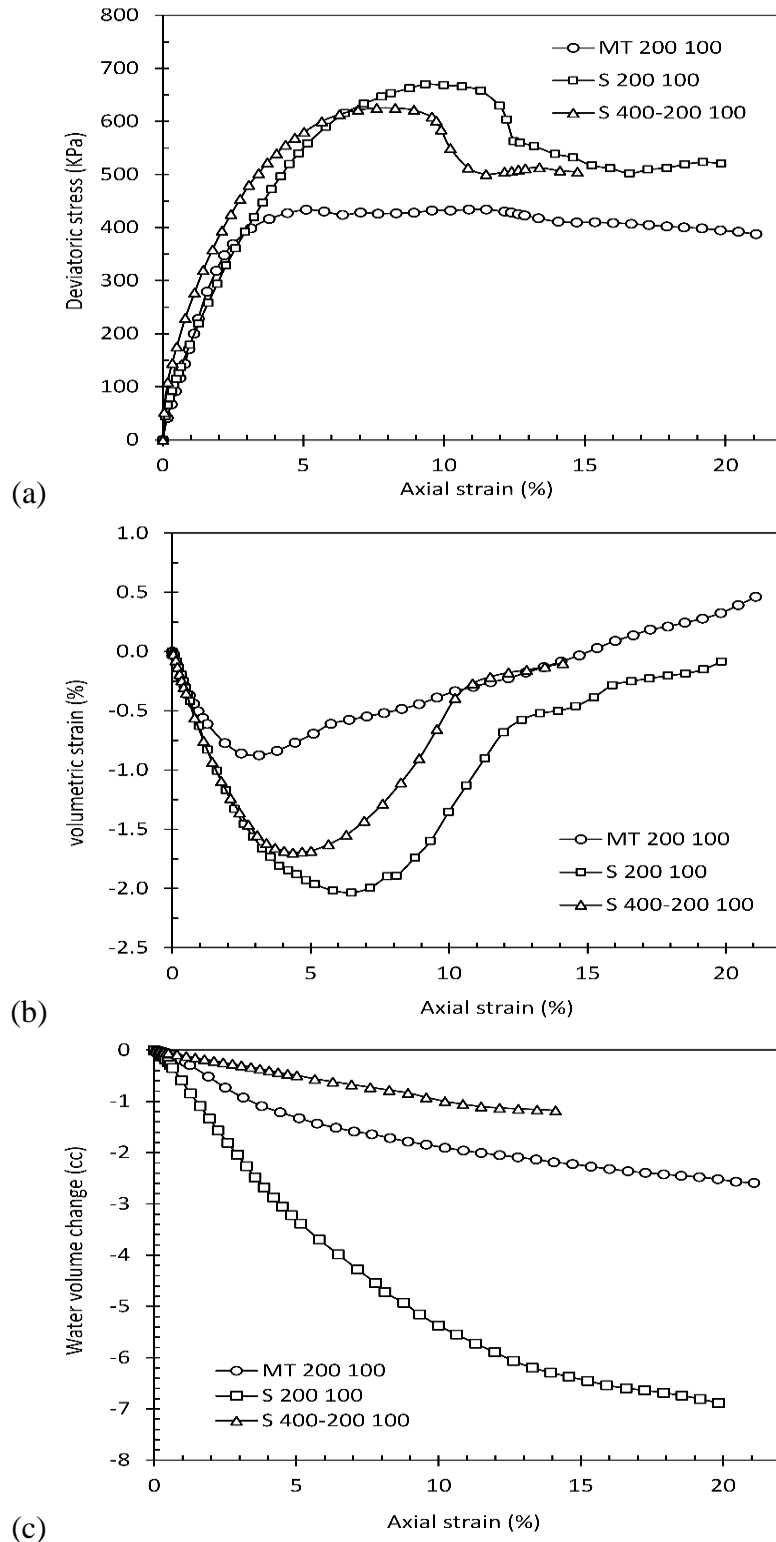 800
700
600
500
400
300
200
100
0
Deviatoric stress (KPa)
MT 200 100
S 200 100
S 400-200 100
0 5 10 15 20
Axial strain (%)
(a)
1.0
0.5
0.0
-0.5
-1.0
-1.5
-2.0
-2.5
volumetric strain (%)
MT 200 100
S 200 100
S 400-200 100
0 5 10 15 20
Axial strain (%)
(b)
0
-1
-2
-3
-4
-5
-6
-7
-8
Water volume change (cc)
MT 200 100
S 200 100
S 400-200 100
0 5 10 15 20
Axial strain (%)
(c)